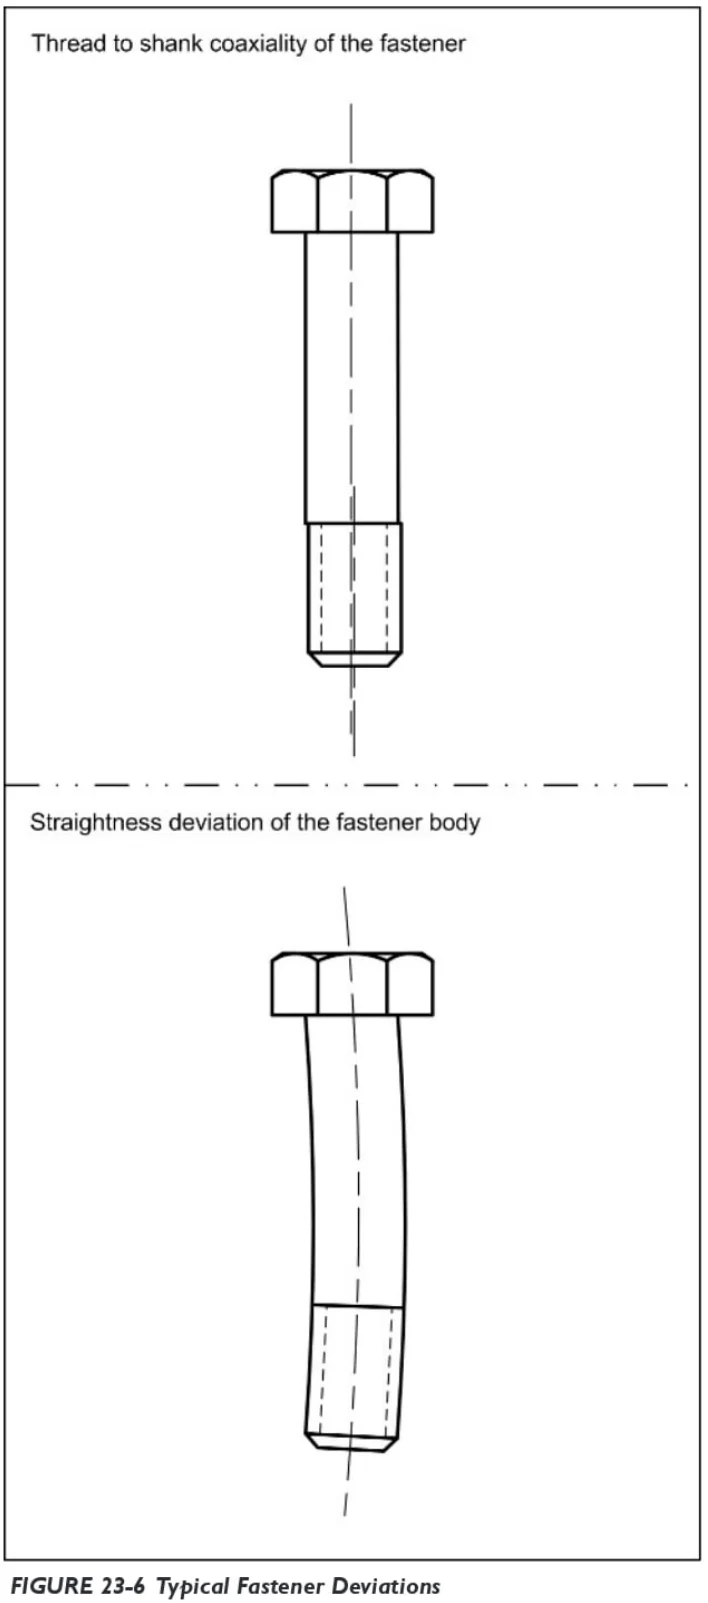 Thread to shank coaxiality of the fastener
Straightness deviation of the fastener body
FIGURE 23-6 Typical Fastener Deviations